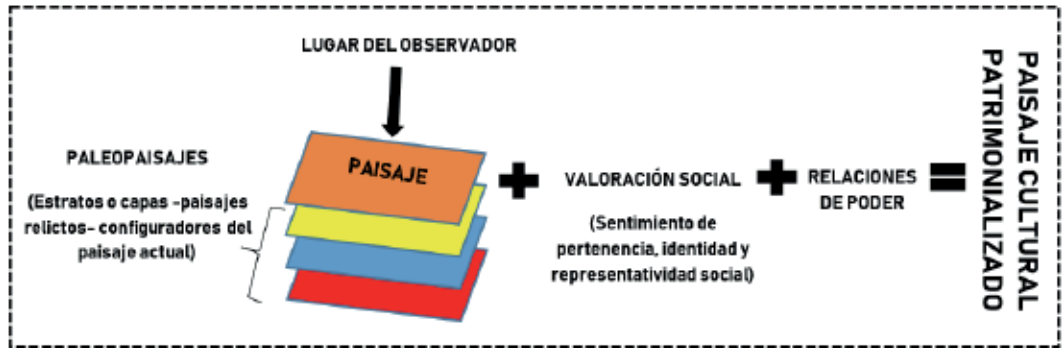 LUGAR DEL OBSERVADOR
PALEOPAISAJES
(Estratos o capas -paisajes
relictos- configuradores del
paisaje actual)
PAISAJE
+
VALORACIÓN SOCIAL
(Sentimiento de
pertenencia, identidad y
representatividad social)
+
RELACIONES
DE PODER
=
PAISAJE CULTURAL
PATRIMONIALIZADO